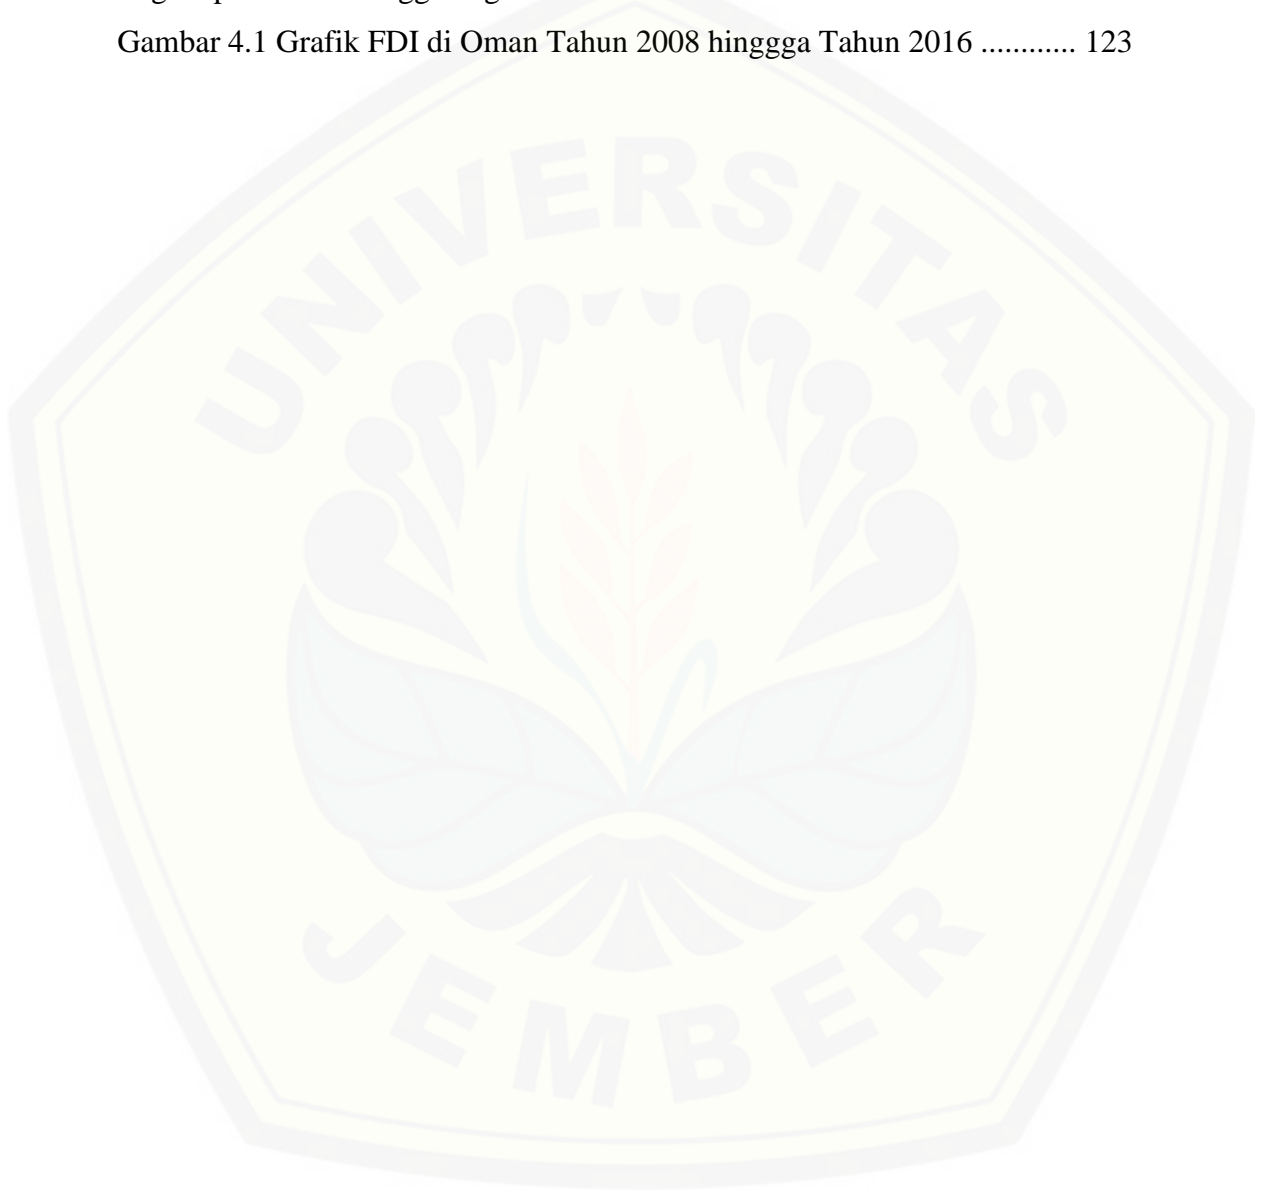 Gambar 4.1 Grafik FDI di Oman Tahun 2008 hinggga Tahun 2016 ............ 123
UNIVERSITAS
JEMBER